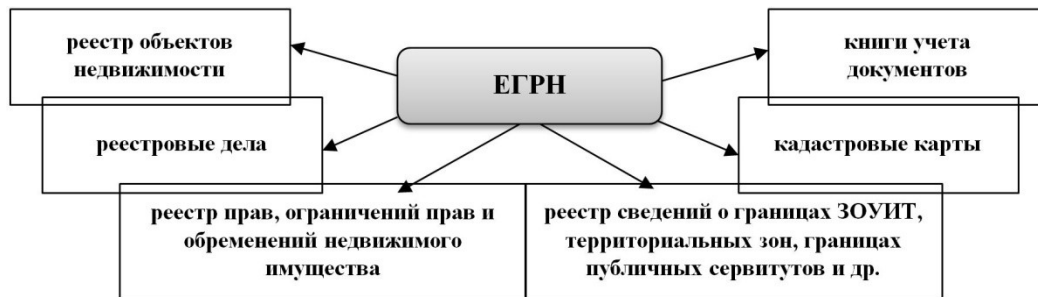 реестр объектов
недвижимости
ЕГРН
книги учета
документов
реестровые дела
кадастровые карты
реестр прав, ограничений прав и
обременений недвижимого
имущества
реестр сведений о границах ЗОУИТ,
территориальных зон, границах
публичных сервитутов и др.